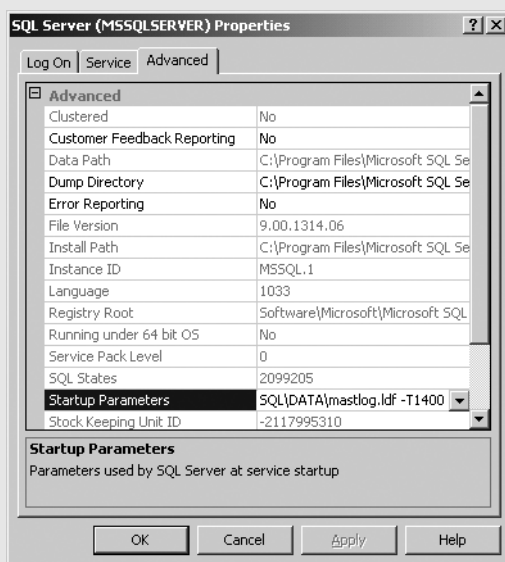 SQL Server (MSSQLSERVER) Properties
Log On Service Advanced
Advanced
Clustered No
Customer Feedback Reporting No
Data Path C:\Program Files\Microsoft SQL Se
Dump Directory C:\Program Files\Microsoft SQL Se
Error Reporting No
File Version 9.00.1314.06
Install Path C:\Program Files\Microsoft SQL Se
Instance ID MSSQL.1
Language 1033
Registry Root Software\Microsoft\Microsoft SQL
Running under 64 bit OS No
Service Pack Level 0
SQL States 2099205
Startup Parameters SQL\DATA\mastlog.ldf -T1400
Stock Keeping Unit ID -2117995310
Startup Parameters
Parameters used by SQL Server at service startup
OK Cancel Apply Help